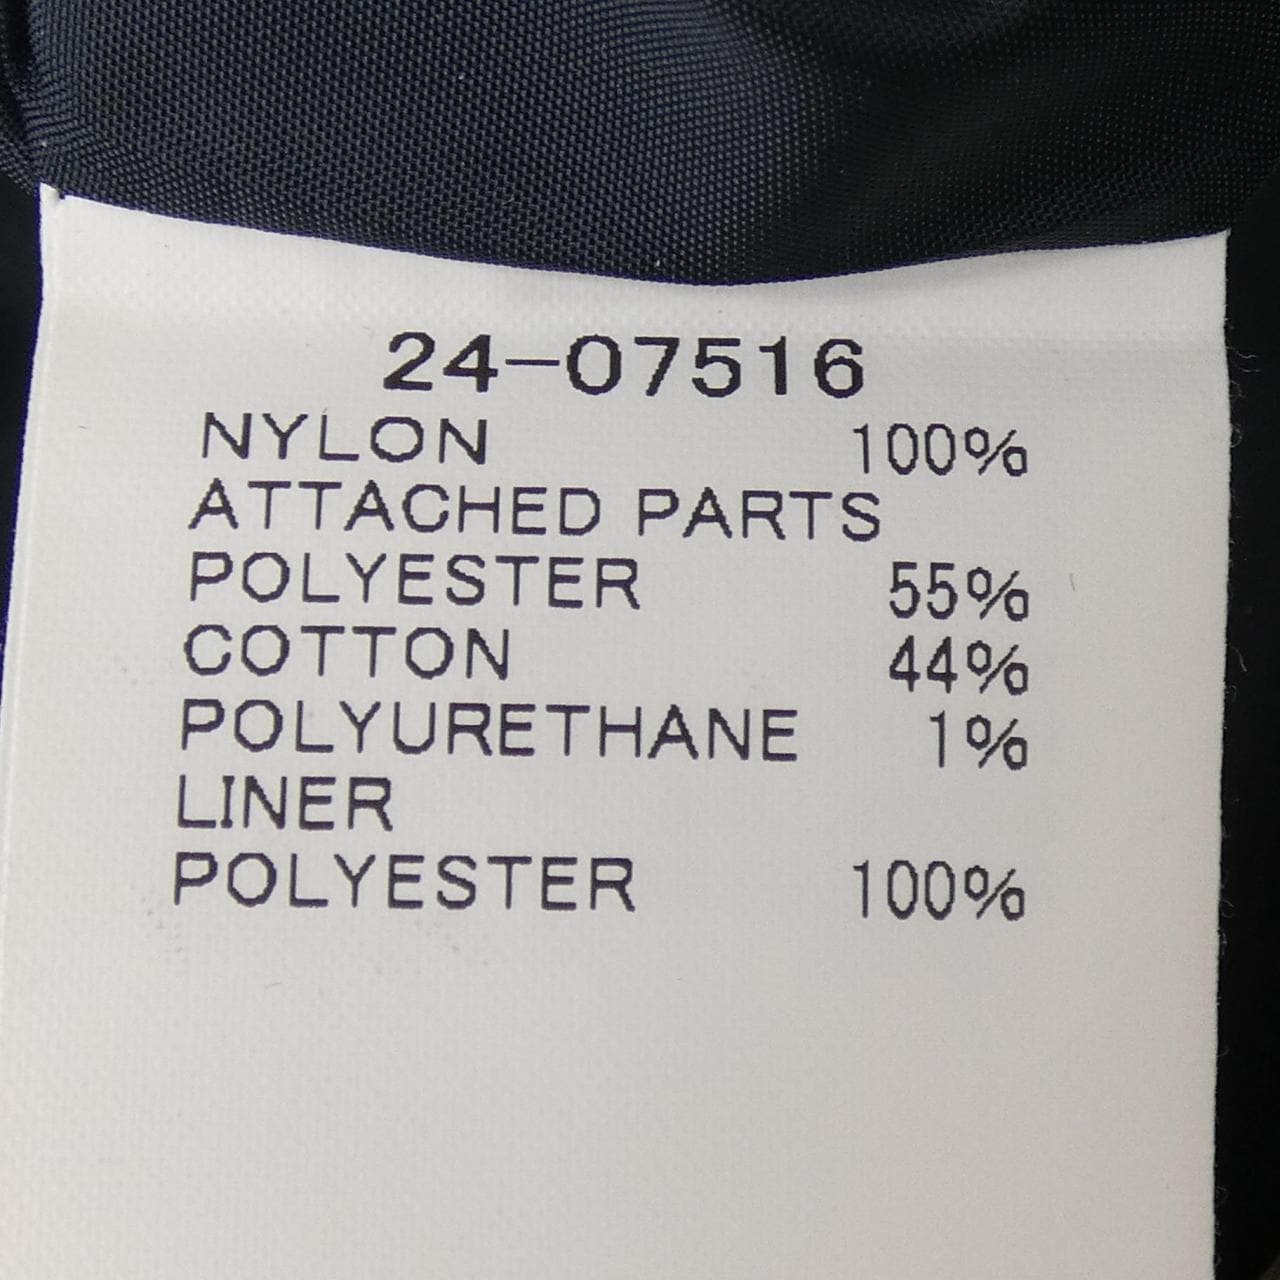 24-07516
NYLON 100%
ATTACHED PARTS
POLYESTER 55%
COTTON 44%
POLYURETHANE 1%
LINER
POLYESTER 100%